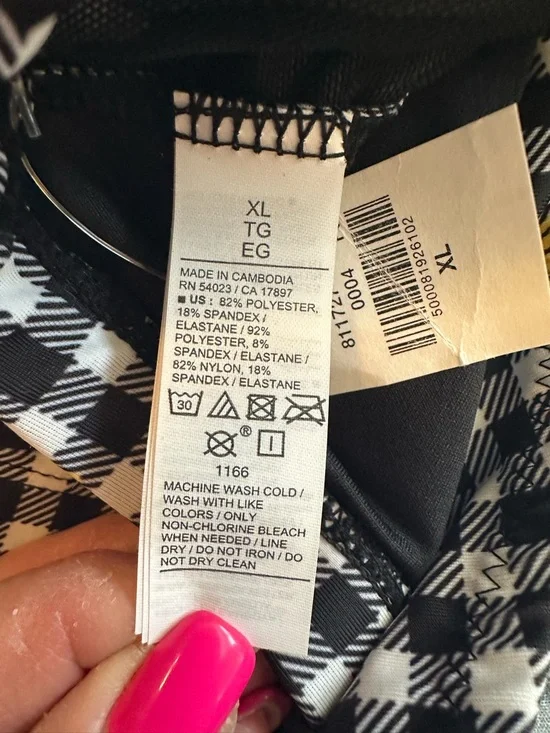 XL
TG
EG
MADE IN CAMBODIA
RN 54023 / CA 17897
■ US : 82% POLYESTER,
18% SPANDEX /
ELASTANE / 92%
POLYESTER, 8%
SPANDEX / ELASTANE /
82% NYLON, 18%
SPANDEX / ELASTANE
30
®
1166
MACHINE WASH COLD /
WASH WITH LIKE
COLORS / ONLY
NON-CHLORINE BLEACH
WHEN NEEDED / LINE
DRY / DO NOT IRON / DO
NOT DRY CLEAN
0004
500081926102
XL